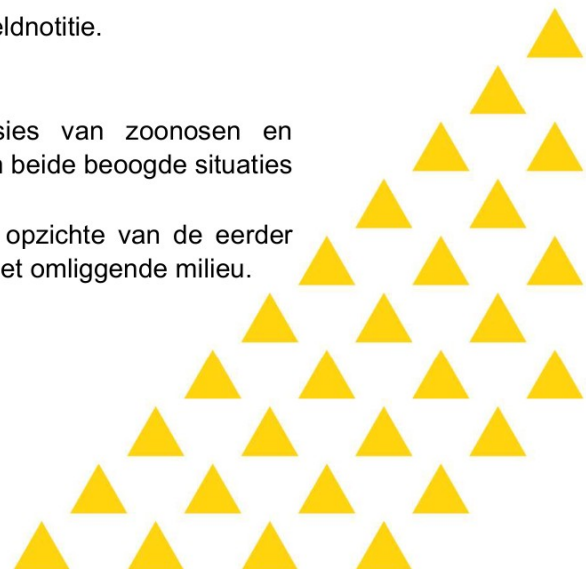 eldnotitie.
sies van zoonosen en
beide beoogde situaties
opzichte van de eerder
et omliggende milieu.